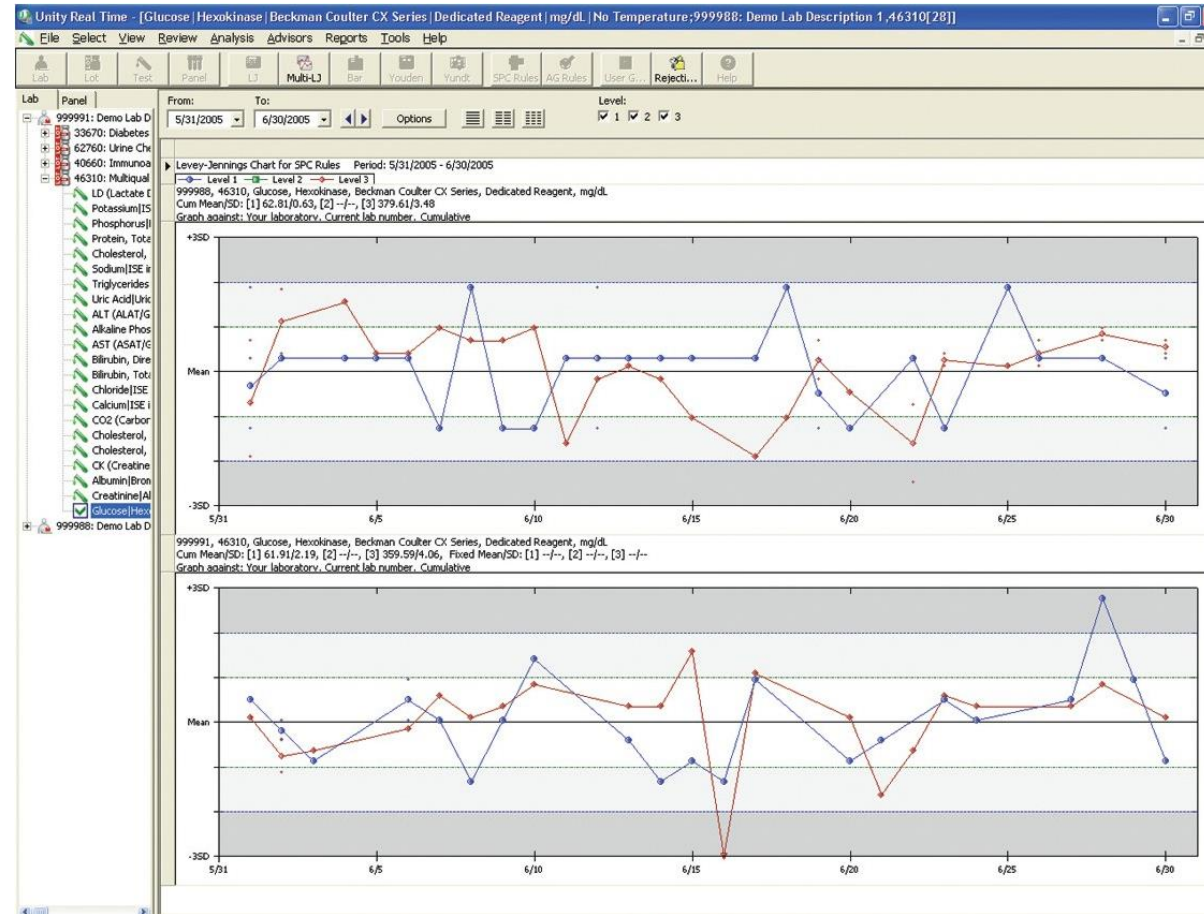 Unity Real Time - [Glucose|Hexokinase|Beckman Coulter CX Series|Dedicated Reagent|mg/dL|No Temperature;999988: Demo Lab Description 1,46310[28]]
File Select View Review Analysis Advisors Reports Tools Help
Lab Lot Test Panel LJ Multi-LJ Bar Youden Yundt SPC Rules AG Rules User G... Rejecti... Help
Lab Panel
From: To: Level:
5/31/2005 6/30/2005 Options 1 2 3
999991: Demo Lab D
33670: Diabetes
62760: Urine Che
40660: Immunoa
46310: Multiqual
LD (Lactate D
Potassium|IS
Phosphorus|
Protein, Tota
Cholesterol,
Sodium|ISE i
Triglycerides
Uric Acid|Uric
ALT (ALAT/G
Alkaline Phos
AST (ASAT/G
Bilirubin, Dire
Bilirubin, Tota
Chloride|ISE
Calcium|ISE i
CO2 (Carbor
Cholesterol,
Cholesterol,
CK (Creatine
Albumin|Bron
Creatinine|Al
Glucose|Hexo
999988: Demo Lab D
Levey-Jennings Chart for SPC Rules Period: 5/31/2005 - 6/30/2005
Level 1 Level 2 Level 3
999988, 46310, Glucose, Hexokinase, Beckman Coulter CX Series, Dedicated Reagent, mg/dL
Cum Mean/SD: [1] 62.81/0.63, [2] --/--, [3] 379.61/3.48
Graph against: Your laboratory, Current lab number, Cumulative
+3SD
Mean
-3SD
5/31 6/5 6/10 6/15 6/20 6/25 6/30
999991, 46310, Glucose, Hexokinase, Beckman Coulter CX Series, Dedicated Reagent, mg/dL
Cum Mean/SD: [1] 61.91/2.19, [2] --/--, [3] 359.59/4.06, Fixed Mean/SD: [1] --/--, [2] --/--, [3] --/--
Graph against: Your laboratory, Current lab number, Cumulative
+3SD
Mean
-3SD
5/31 6/5 6/10 6/15 6/20 6/25 6/30